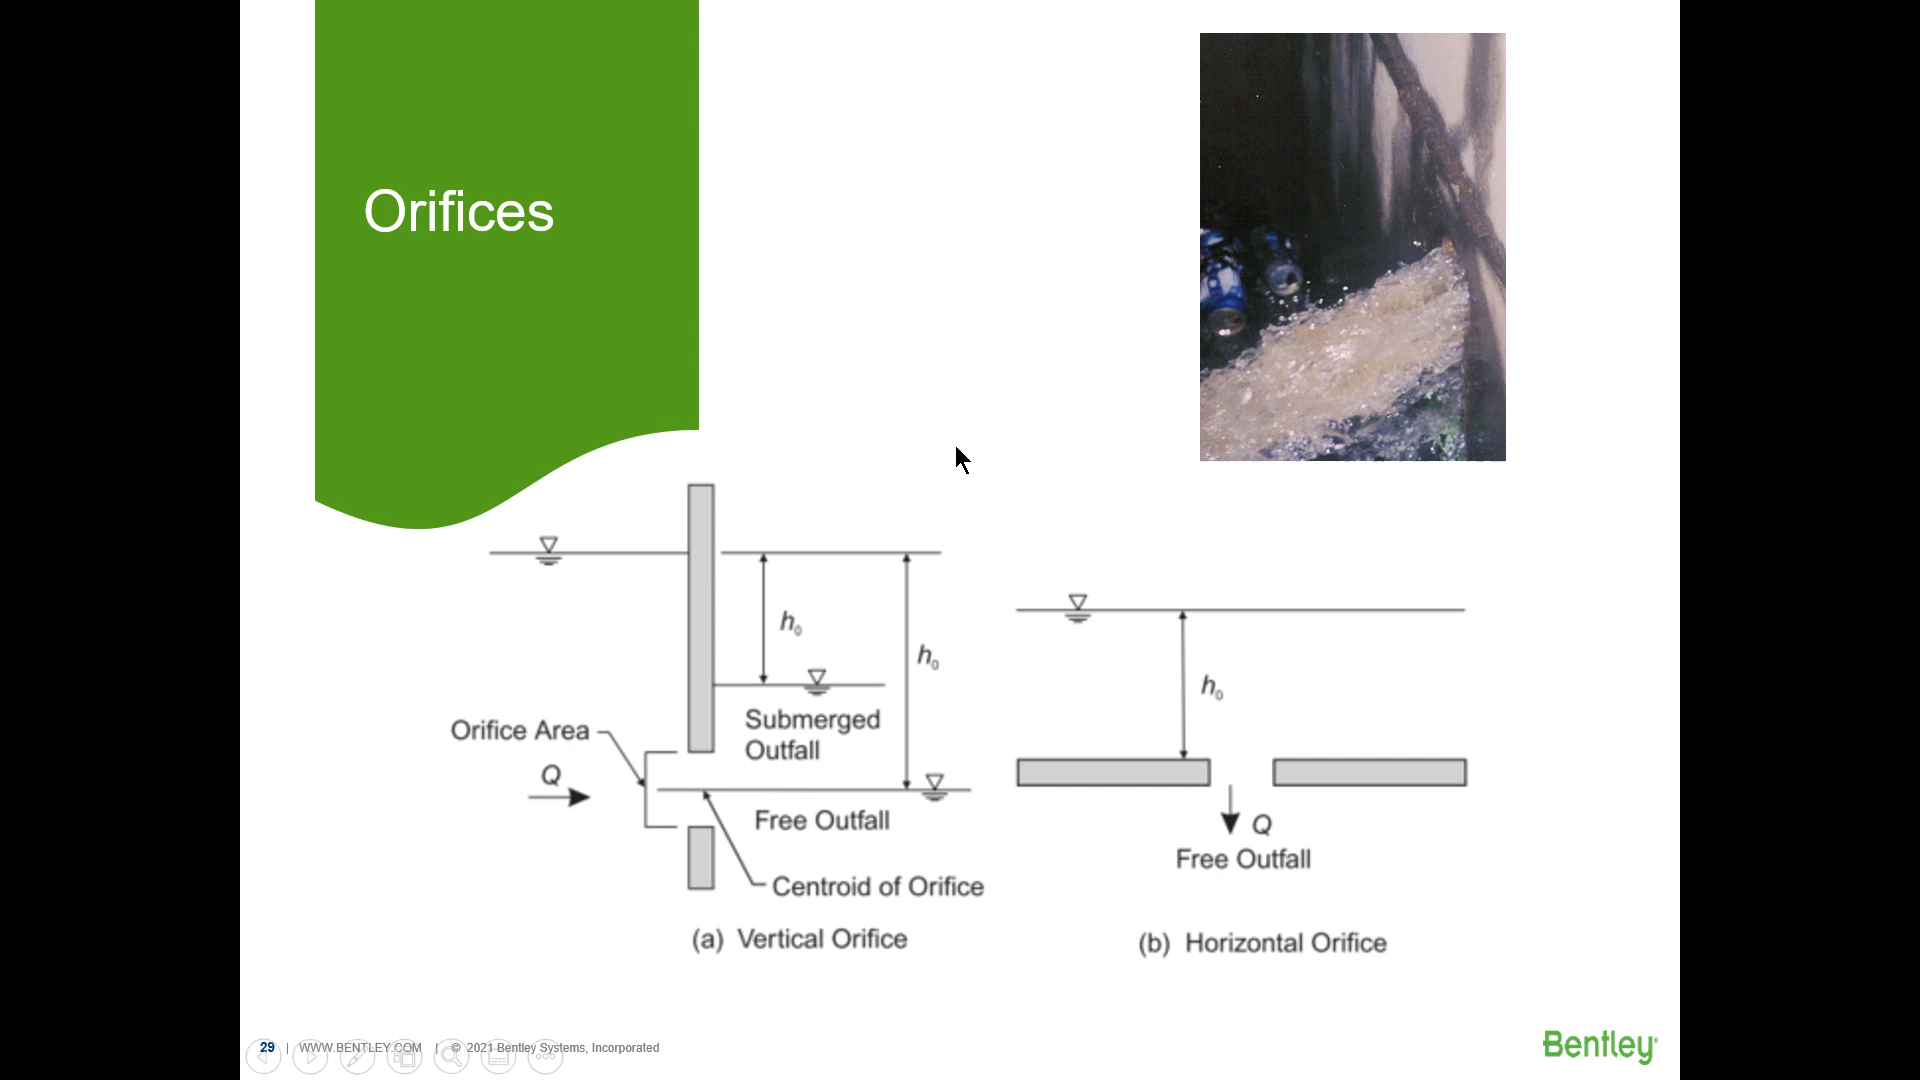 Orifices
h₀
h₀
h₀
Orifice Area
Submerged
Outfall
Q
Free Outfall
Q
Free Outfall
Centroid of Orifice
(a) Vertical Orifice
(b) Horizontal Orifice
29 | WWW.BENTLEY.COM | © 2021 Bentley Systems, Incorporated
Bentley